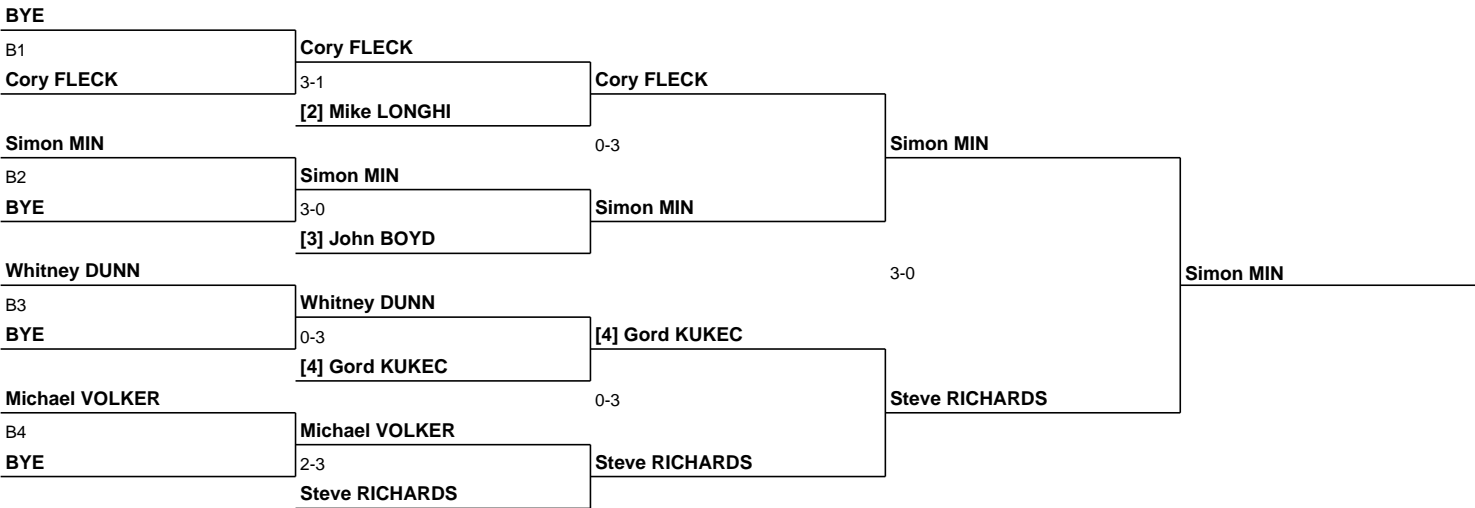 BYE
B1
Cory FLECK
Cory FLECK
3-1
Cory FLECK
[2] Mike LONGHI
Simon MIN
0-3
Simon MIN
B2
Simon MIN
BYE
3-0
Simon MIN
[3] John BOYD
Whitney DUNN
3-0
Simon MIN
B3
Whitney DUNN
BYE
0-3
[4] Gord KUKEC
[4] Gord KUKEC
Michael VOLKER
0-3
Steve RICHARDS
B4
Michael VOLKER
BYE
2-3
Steve RICHARDS
Steve RICHARDS